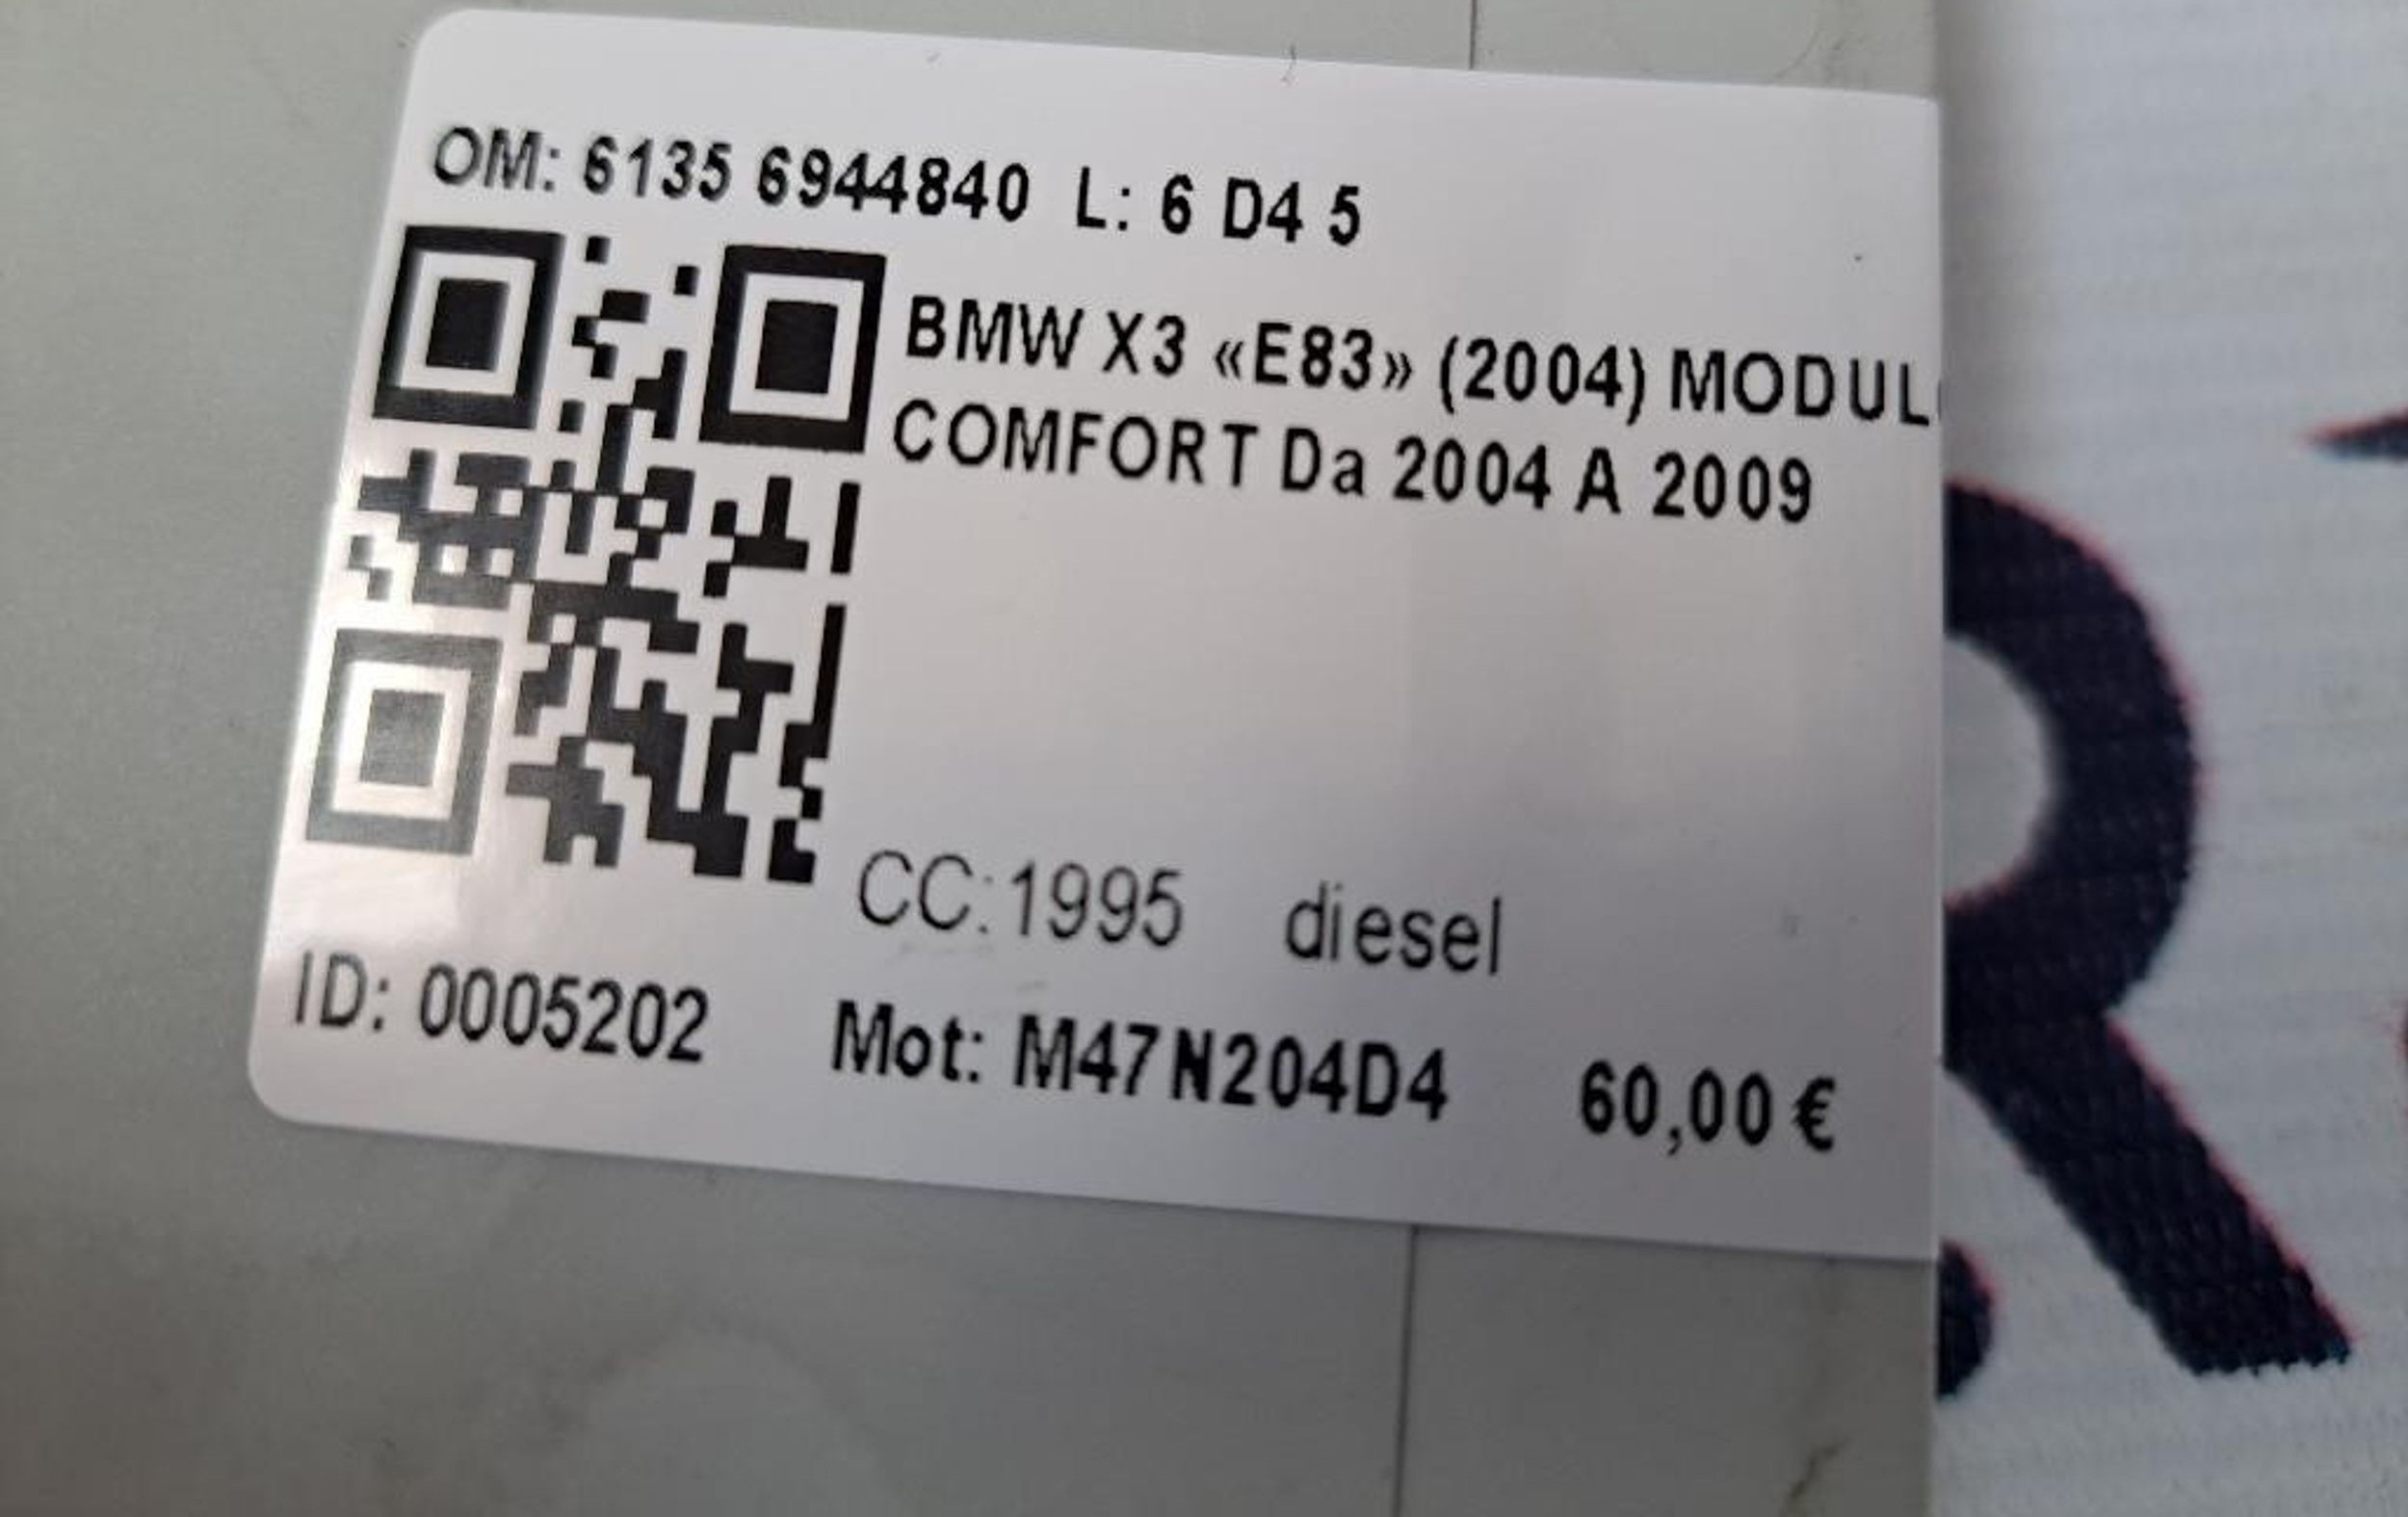 OM: 6135 6944840 L: 6 D4 5
BMW X3 «E83» (2004) MODUL
COMFORT Da 2004 A 2009
CC:1995 diesel
ID: 0005202 Mot: M47N204D4 60,00 €
R